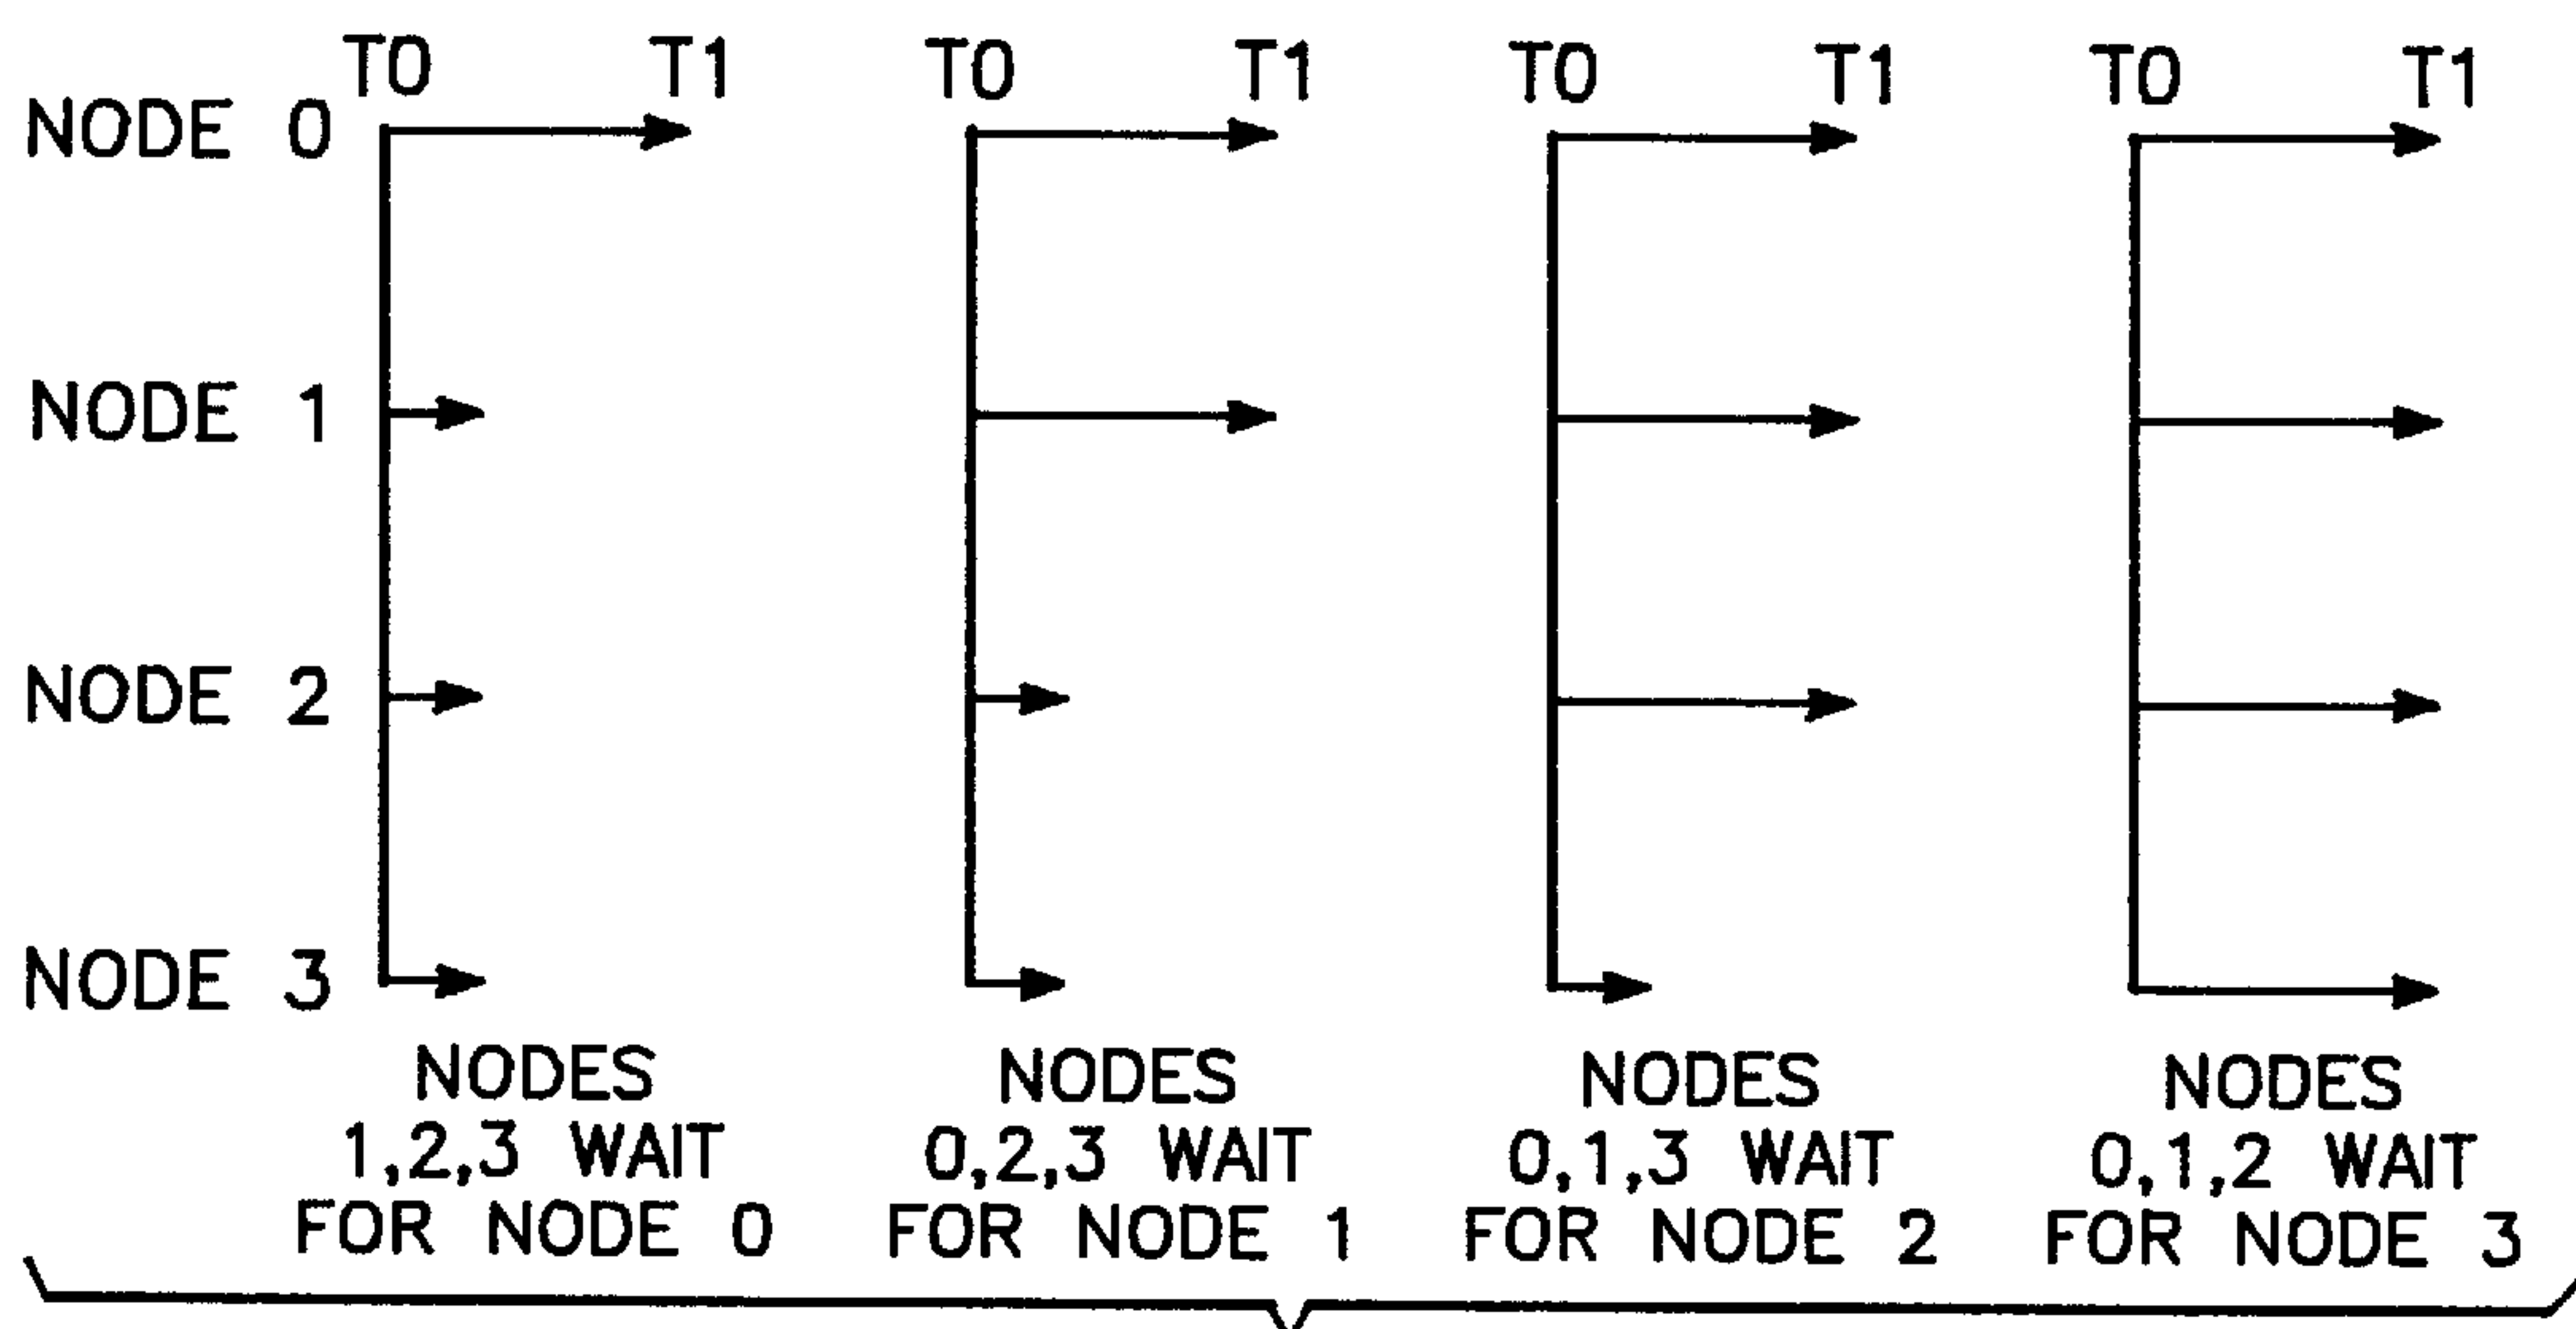 T0 T1 T0 T1 T0 T1 T0 T1
NODE 0
NODE 1
NODE 2
NODE 3
NODES
1,2,3 WAIT
FOR NODE 0
NODES
0,2,3 WAIT
FOR NODE 1
NODES
0,1,3 WAIT
FOR NODE 2
NODES
0,1,2 WAIT
FOR NODE 3